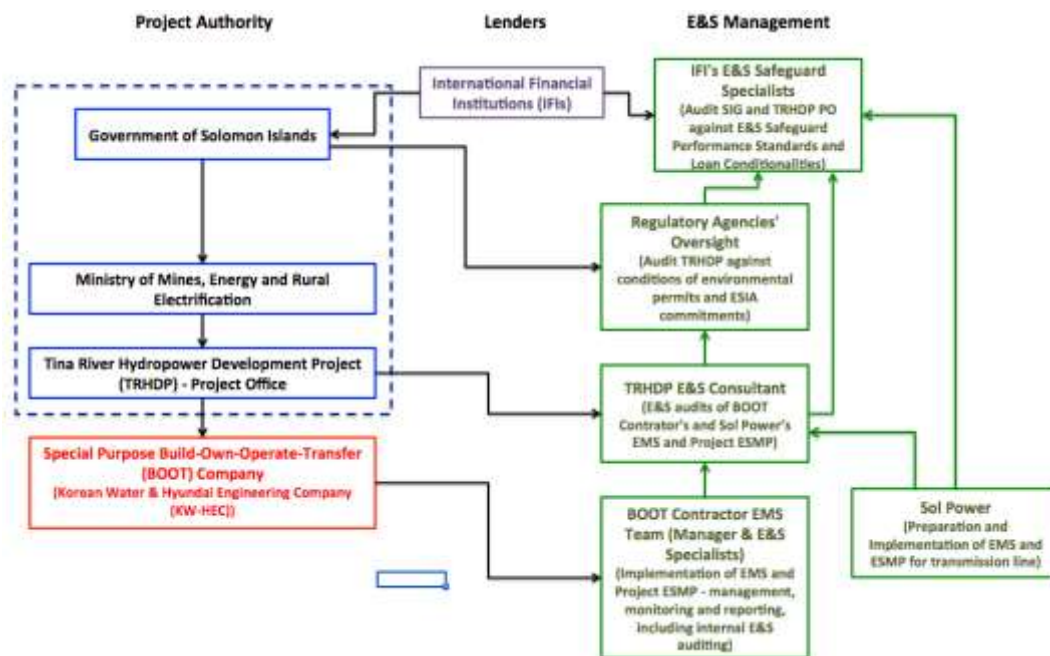 Project Authority
Lenders
E&S Management
International Financial
Institutions (IFIs)
IFI's E&S Safeguard
Specialists
(Audit SIG and TRHDP PO
against E&S Safeguard
Performance Standards and
Loan Conditionalities)
Government of Solomon Islands
Regulatory Agencies'
Oversight
(Audit TRHDP against
conditions of environmental
permits and ESIA
commitments)
Ministry of Mines, Energy and Rural
Electrification
Tina River Hydropower Development Project
(TRHDP) - Project Office
TRHDP E&S Consultant
(E&S audits of BOOT
Contrator's and Sol Power's
EMS and Project ESMP)
Special Purpose Build-Own-Operate-Transfer
(BOOT) Company
(Korean Water & Hyundai Engineering Company
(KW-HEC))
BOOT Contractor EMS
Team (Manager & E&S
Specialists)
(Implementation of EMS and
Project ESMP - management,
monitoring and reporting,
including internal E&S
auditing)
Sol Power
(Preparation and
Implementation of EMS and
ESMP for transmission line)